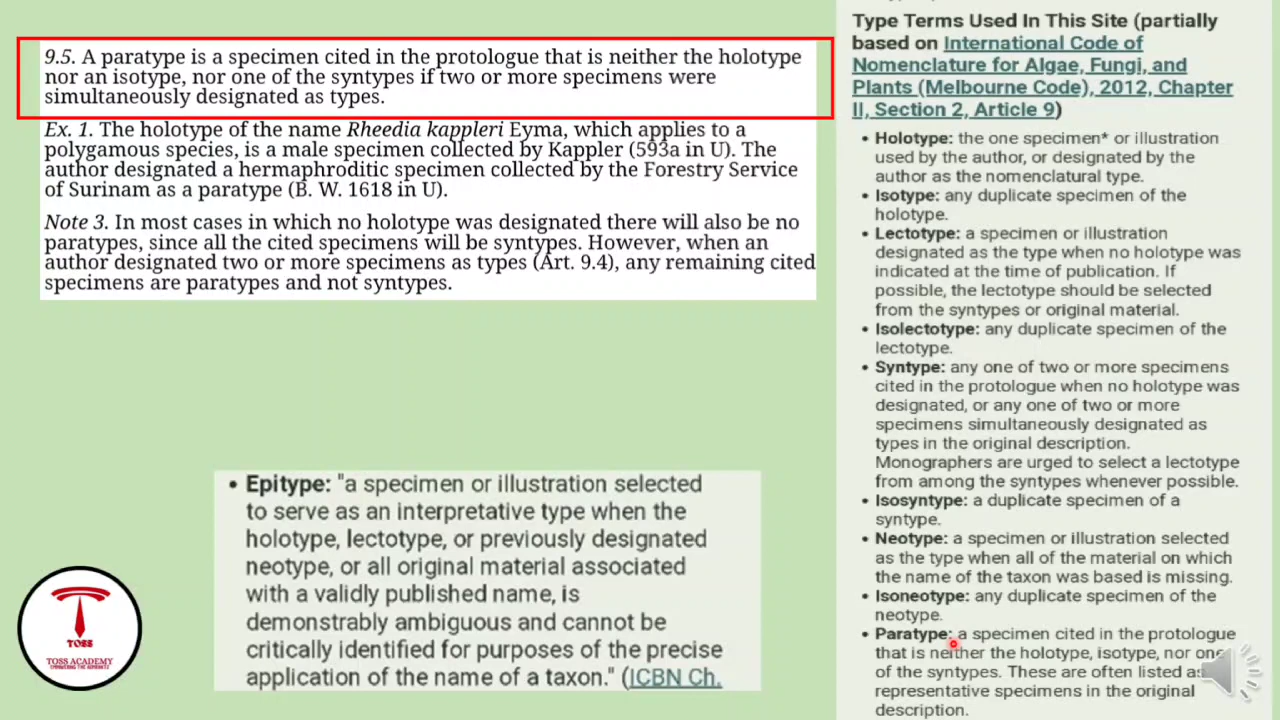 9.5. A paratype is a specimen cited in the protologue that is neither the holotype
nor an isotype, nor one of the syntypes if two or more specimens were
simultaneously designated as types.
Ex. 1. The holotype of the name Rheedia kappleri Eyma, which applies to a
polygamous species, is a male specimen collected by Kappler (593a in U). The
author designated a hermaphroditic specimen collected by the Forestry Service
of Surinam as a paratype (B. W. 1618 in U).
Note 3. In most cases in which no holotype was designated there will also be no
paratypes, since all the cited specimens will be syntypes. However, when an
author designated two or more specimens as types (Art. 9.4), any remaining cited
specimens are paratypes and not syntypes.
• Epitype: "a specimen or illustration selected
to serve as an interpretative type when the
holotype, lectotype, or previously designated
neotype, or all original material associated
with a validly published name, is
demonstrably ambiguous and cannot be
critically identified for purposes of the precise
application of the name of a taxon." (ICBN Ch.
TOSS
TOSS ACADEMY
Type Terms Used In This Site (partially
based on International Code of
Nomenclature for Algae, Fungi, and
Plants (Melbourne Code), 2012, Chapter
II, Section 2, Article 9)
• Holotype: the one specimen* or illustration
used by the author, or designated by the
author as the nomenclatural type.
• Isotype: any duplicate specimen of the
holotype.
• Lectotype: a specimen or illustration
designated as the type when no holotype was
indicated at the time of publication. If
possible, the lectotype should be selected
from the syntypes or original material.
• Isolectotype: any duplicate specimen of the
lectotype.
• Syntype: any one of two or more specimens
cited in the protologue when no holotype was
designated, or any one of two or more
specimens simultaneously designated as
types in the original description.
Monographers are urged to select a lectotype
from among the syntypes whenever possible.
• Isosyntype: a duplicate specimen of a
syntype.
• Neotype: a specimen or illustration selected
as the type when all of the material on which
the name of the taxon was based is missing.
• Isoneotype: any duplicate specimen of the
neotype.
• Paratype: a specimen cited in the protologue
that is neither the holotype, isotype, nor one
of the syntypes. These are often listed as
representative specimens in the original
description.